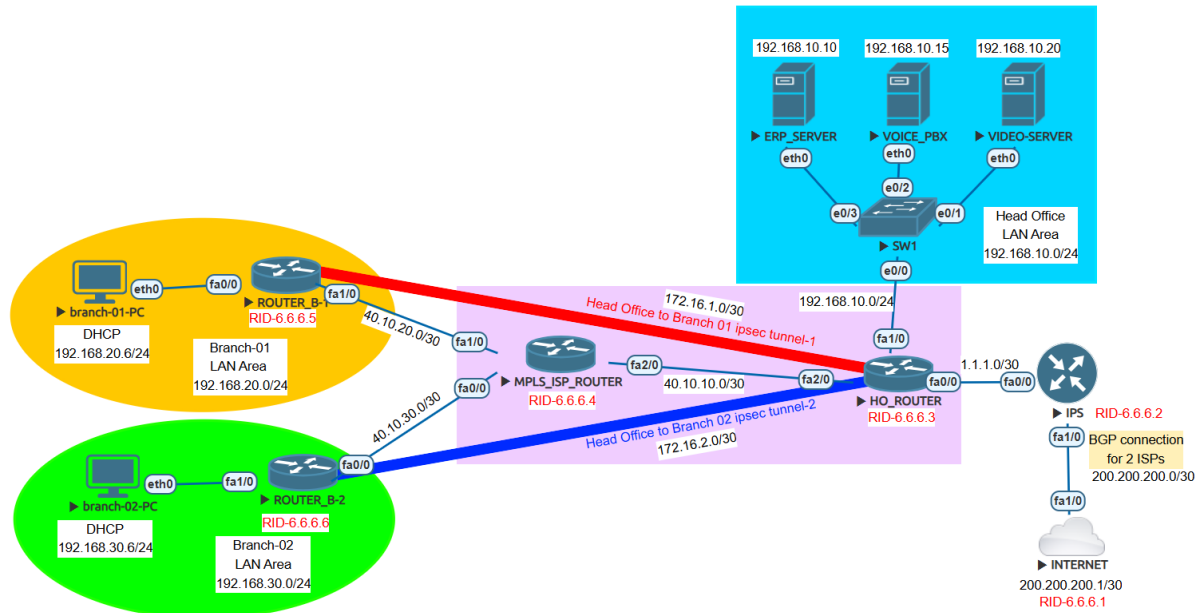 192.168.10.10
192.168.10.15
192.168.10.20
ERP_SERVER
VOICE_PBX
VIDEO-SERVER
eth0
eth0
eth0
e0/2
e0/3
e0/1
SW1
Head Office
LAN Area
192.168.10.0/24
e0/0
192.168.10.0/24
fa1/0
branch-01-PC
eth0
fa0/0
ROUTER_B-1
RID-6.6.6.5
fa1/0
DHCP
192.168.20.6/24
Branch-01
LAN Area
192.168.20.0/24
40.10.20.0/30
fa1/0
172.16.1.0/30
Head Office to Branch 01 ipsec tunnel-1
MPLS_ISP_ROUTER
RID-6.6.6.4
fa2/0
40.10.10.0/30
fa2/0
HO_ROUTER
RID-6.6.6.3
fa0/0
1.1.1.0/30
fa0/0
IPS
RID-6.6.6.2
fa0/0
40.10.30.0/30
Head Office to Branch 02 ipsec tunnel-2
172.16.2.0/30
fa1/0
BGP connection
for 2 ISPs
200.200.200.0/30
fa1/0
INTERNET
200.200.200.1/30
RID-6.6.6.1
branch-02-PC
eth0
fa1/0
fa0/0
ROUTER_B-2
RID-6.6.6.6
DHCP
192.168.30.6/24
Branch-02
LAN Area
192.168.30.0/24